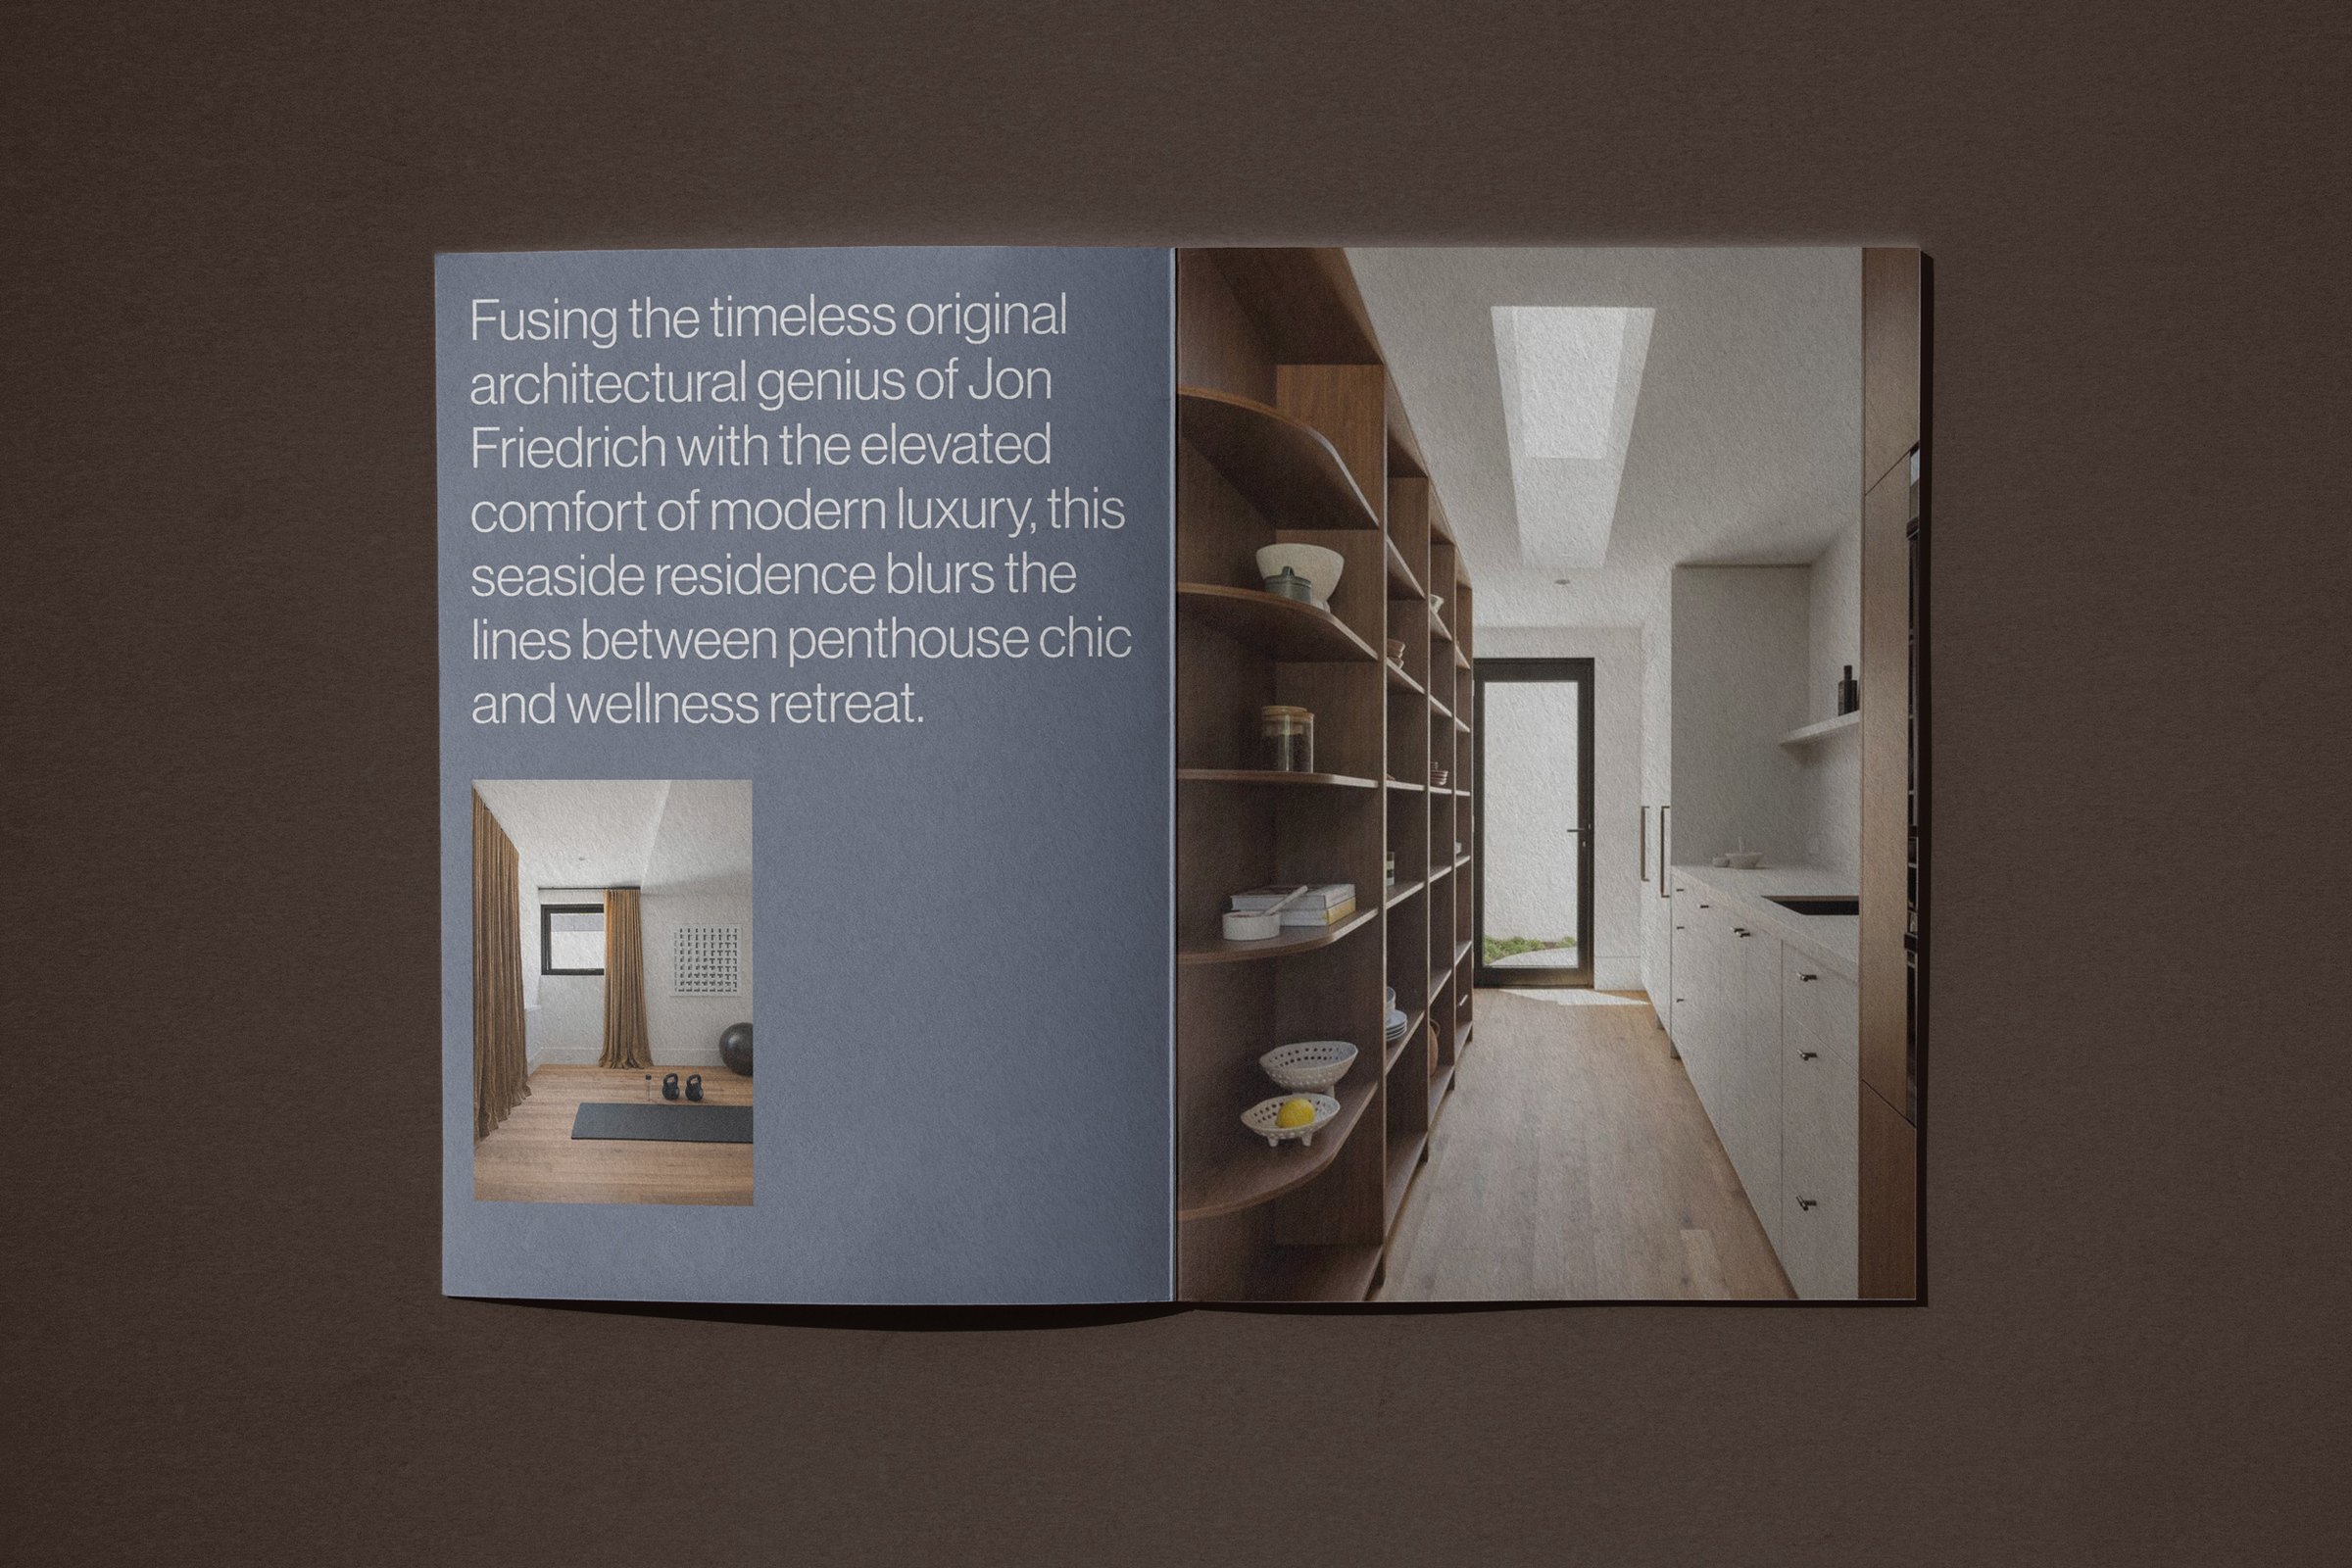 Fusing the timeless original
architectural genius of Jon
Friedrich with the elevated
comfort of modern luxury, this
seaside residence blurs the
lines between penthouse chic
and wellness retreat.